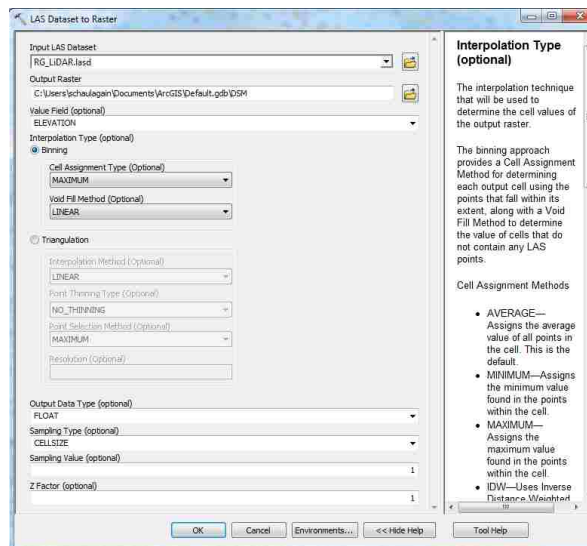 LAS Dataset to Raster
Input LAS Dataset
RG_LiDAR.lasd
Output Raster
C:\Users\schaulagain\Documents\ArcGIS\Default.gdb\DSM
Value Field (optional)
ELEVATION
Interpolation Type (optional)
Binning
Cell Assignment Type (Optional)
MAXIMUM
Void Fill Method (Optional)
LINEAR
Triangulation
Interpolation Method (Optional)
LINEAR
Point Thinning Type (Optional)
NO_THINNING
Point Selection Method (Optional)
MAXIMUM
Resolution (Optional)
Output Data Type (optional)
FLOAT
Sampling Type (optional)
CELLSIZE
Sampling Value (optional)
1
Z Factor (optional)
1
OK
Cancel
Environments...
<< Hide Help
Tool Help
Interpolation Type
(optional)
The interpolation technique
that will be used to
determine the cell values of
the output raster.
The binning approach
provides a Cell Assignment
Method for determining
each output cell using the
points that fall within its
extent, along with a Void
Fill Method to determine
the value of cells that do
not contain any LAS
points.
Cell Assignment Methods
• AVERAGE—
Assigns the average
value of all points in
the cell. This is the
default.
• MINIMUM—Assigns
the minimum value
found in the points
within the cell.
• MAXIMUM—
Assigns the
maximum value
found in the points
within the cell.
• IDW—Uses Inverse
Distance Weighted